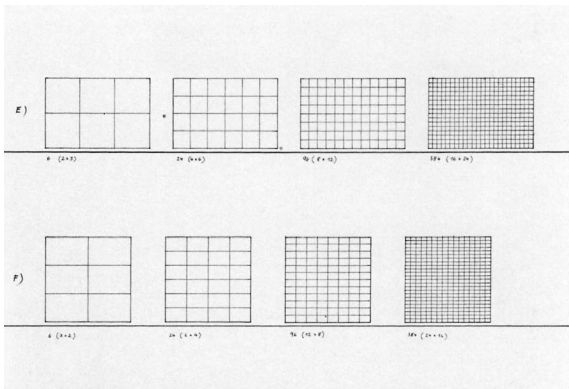 E)
6 (2×3) 24 (4×6) 96 (8×12) 384 (16×24)
F)
6 (3×2) 24 (6×4) 96 (12×8) 384 (24×16)